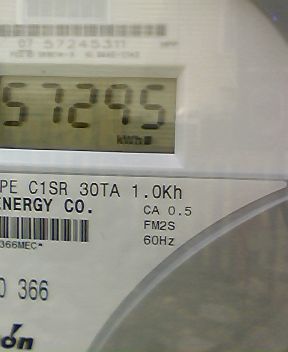 07 57245311
57295
KWH
PE C1SR 30TA 1.0Kh
ENERGY CO.
CA 0.5
FM2S
60Hz
366MEC*
0 366
ön